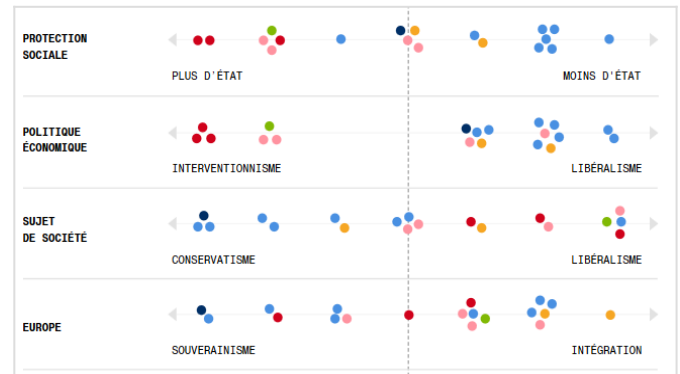 PROTECTION
SOCIALE
PLUS D'ÉTAT
MOINS D'ÉTAT
POLITIQUE
ÉCONOMIQUE
INTERVENTIONNISME
LIBÉRALISME
SUJET
DE SOCIÉTÉ
CONSERVATISME
LIBÉRALISME
EUROPE
SOUVERAINISME
INTÉGRATION